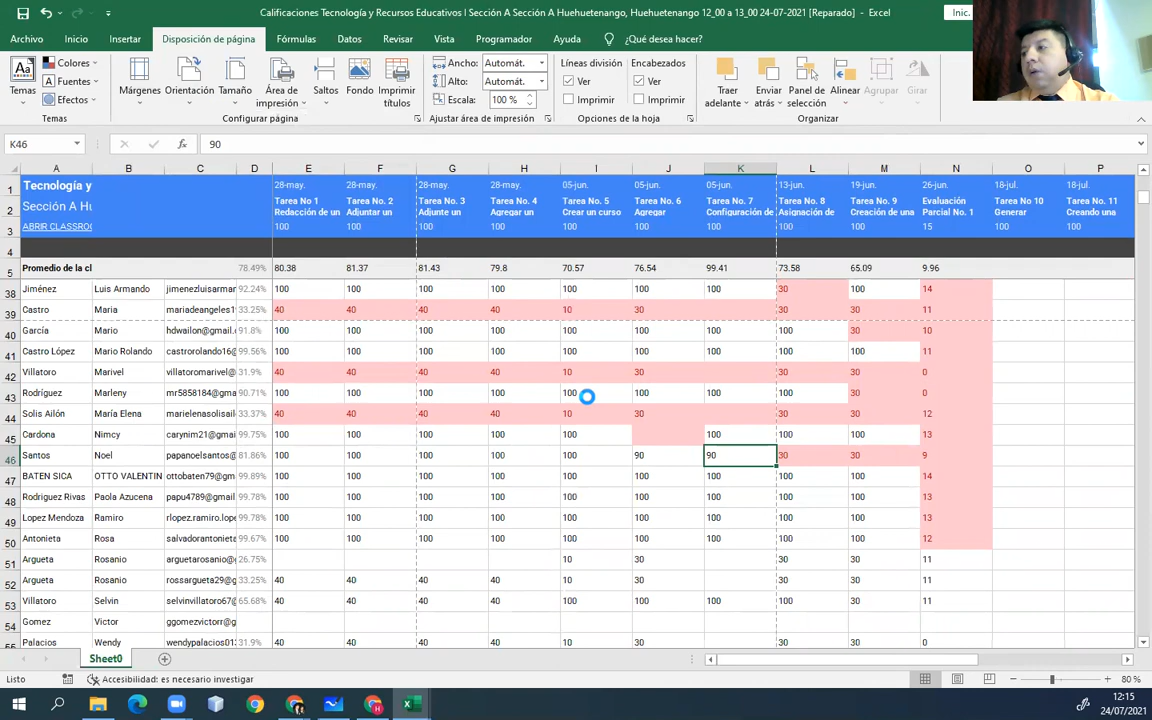 Calificaciones Tecnología y Recursos Educativos I Sección A Sección A Huehuetenango, Huehuetenango 12_00 a 13_00 24-07-2021 [Reparado] - Excel
Inic.
Archivo Inicio Insertar Disposición de página Fórmulas Datos Revisar Vista Programador Ayuda ¿Qué desea hacer?
Temas
Colores
Fuentes
Efectos
Márgenes Orientación Tamaño Área de impresión Saltos Fondo Imprimir títulos
Ancho: Automát.
Alto: Automát.
Escala: 100 %
Líneas división
Ver
Imprimir
Encabezados
Ver
Imprimir
Traer adelante Enviar atrás Panel de selección Alinear Agrupar Girar
Temas Configurar página Ajustar área de impresión Opciones de la hoja Organizar
K46 fx 90
A B C D E F G H I J K L M N O P
1 Tecnología y 28-may. 28-may. 28-may. 28-may. 05-jun. 05-jun. 05-jun. 13-jun. 19-jun. 26-jun. 18-jul. 18-jul.
2 Sección A Hu Tarea No 1 Redacción de un Tarea No. 2 Adjuntar un Tarea No. 3 Adjunte un Tarea No. 4 Agregar un Tarea No. 5 Crear un curso Tarea No. 6 Agregar Tarea No. 7 Configuración de Tarea No. 8 Asignación de Tarea No. 9 Creación de una Evaluación Parcial No. 1 Tarea No 10 Generar Tarea No. 11 Creando una
3 ABRIR CLASSROO 100 100 100 100 100 100 100 100 100 15 100 100
4
5 Promedio de la cl 78.49% 80.38 81.37 81.43 79.8 70.57 76.54 99.41 73.58 65.09 9.96
38 Jiménez Luis Armando jimenezluisarman 92.24% 100 100 100 100 100 100 100 30 100 14
39 Castro Maria mariadeangeles1 33.25% 40 40 40 40 10 30 30 30 11
40 García Mario hdwailon@gmail. 91.8% 100 100 100 100 100 100 100 100 30 10
41 Castro López Mario Rolando castrorolando16@ 99.56% 100 100 100 100 100 100 100 100 100 11
42 Villatoro Marivel villatoromarivel@ 31.9% 40 40 40 40 10 30 30 30 0
43 Rodríguez Marleny mr5858184@gma 90.71% 100 100 100 100 100 100 100 100 30 0
44 Solis Ailón María Elena marielenasolisail 33.37% 40 40 40 40 10 30 30 30 12
45 Cardona Nimcy carynim21@gmai 99.75% 100 100 100 100 100 100 100 100 13
46 Santos Noel papanoelsantos@ 81.86% 100 100 100 100 100 90 90 30 30 9
47 BATEN SICA OTTO VALENTIN ottobaten79@gm 99.89% 100 100 100 100 100 100 100 100 100 14
48 Rodriguez Rivas Paola Azucena papu4789@gmail 99.78% 100 100 100 100 100 100 100 100 100 13
49 Lopez Mendoza Ramiro rlopez.ramiro.lope 99.78% 100 100 100 100 100 100 100 100 100 13
50 Antonieta Rosa salvadorantonieta 99.67% 100 100 100 100 100 100 100 100 100 12
51 Argueta Rosanio arguetarosanio@g 26.75% 10 30 30 30 11
52 Argueta Rosanio rossargueta29@g 33.25% 40 40 40 40 10 30 30 30 11
53 Villatoro Selvin selvinvillatoro67@ 65.68% 40 40 40 40 100 100 100 100 30 11
54 Gomez Victor ggomezvictorr@g
55 Palacios Wendy wendypalacios01 31.9% 40 40 40 40 10 30 30 30 0
Sheet0
Listo Accesibilidad: es necesario investigar 80 %
12:15
24/07/2021